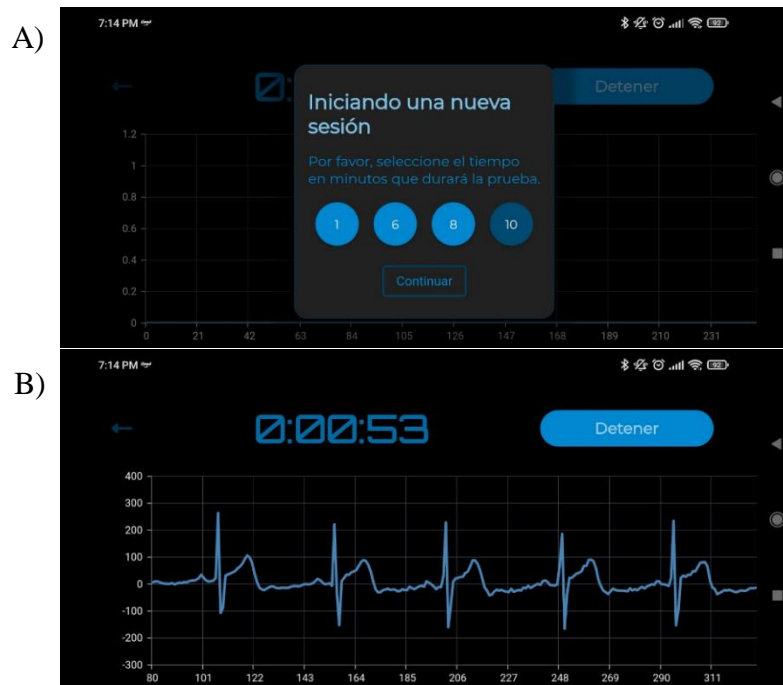 A)
7:14 PM
92
0:
Detener
Iniciando una nueva
sesión
Por favor, seleccione el tiempo
en minutos que durará la prueba.
1 6 8 10
Continuar
1.2
1
0.8
0.6
0.4
0.2
0
0 21 42 63 84 105 126 147 168 189 210 231
B)
7:14 PM
92
0:00:53
Detener
400
300
200
100
0
-100
-200
-300
80 101 122 143 164 185 206 227 248 269 290 311